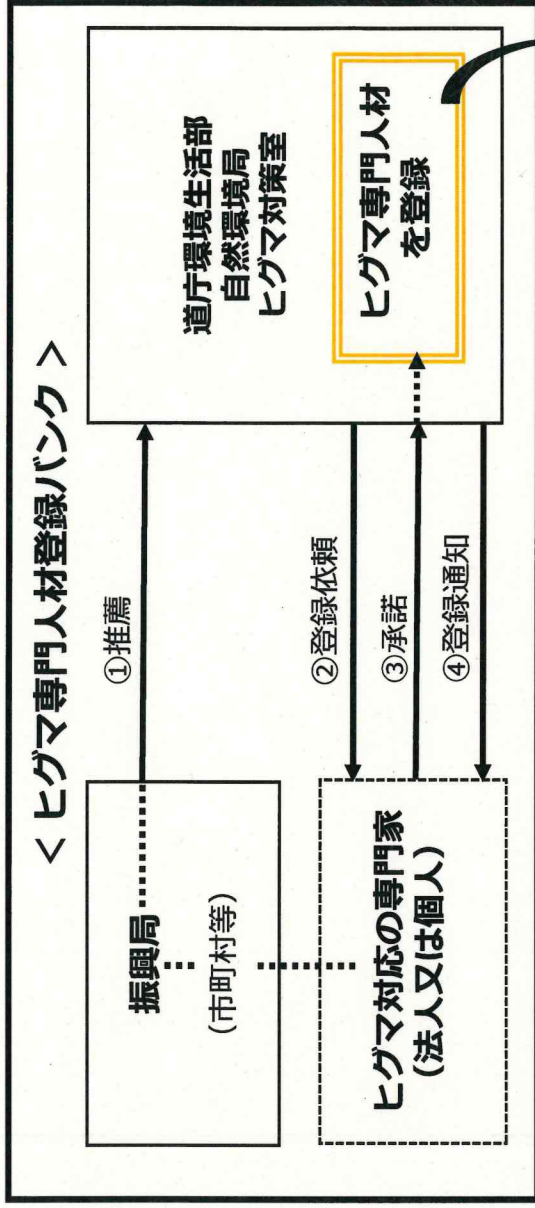 < ヒグマ専門人材登録バンク >
振興局
(市町村等)
①推薦
道庁環境生活部
自然環境局
ヒグマ対策室
ヒグマ専門人材
を登録
②登録依頼
③承諾
④登録通知
ヒグマ対応の専門家
(法人又は個人)